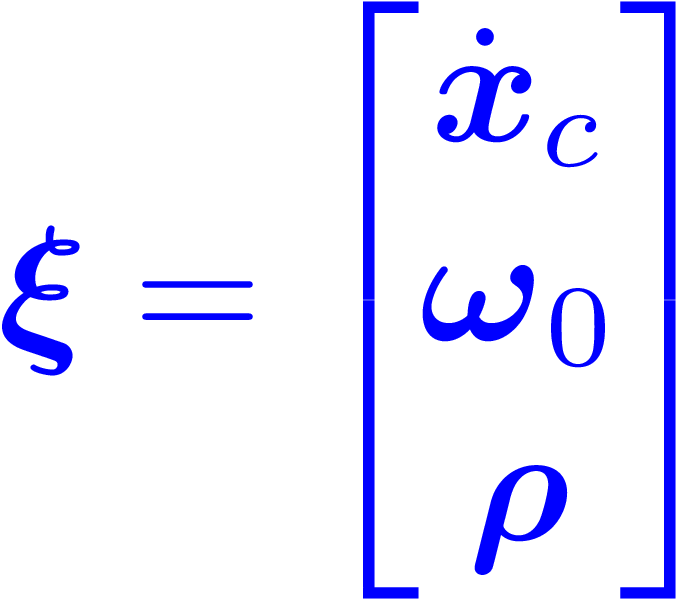 ξ = [ẋ_c
ω_0
ρ]